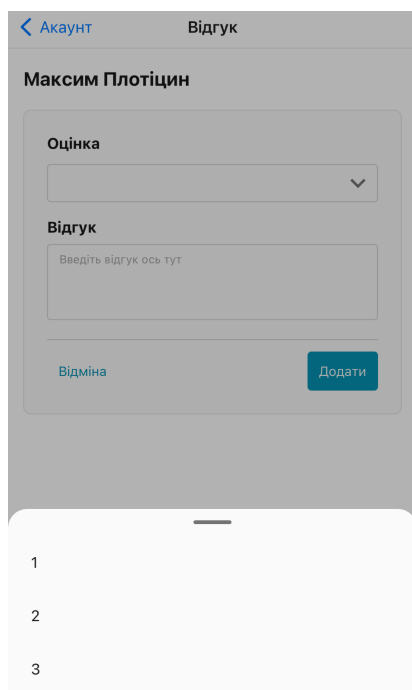 Акаунт Відгук
Максим Плотіцин
Оцінка
Відгук
Введіть відгук ось тут
Відміна Додати
1
2
3